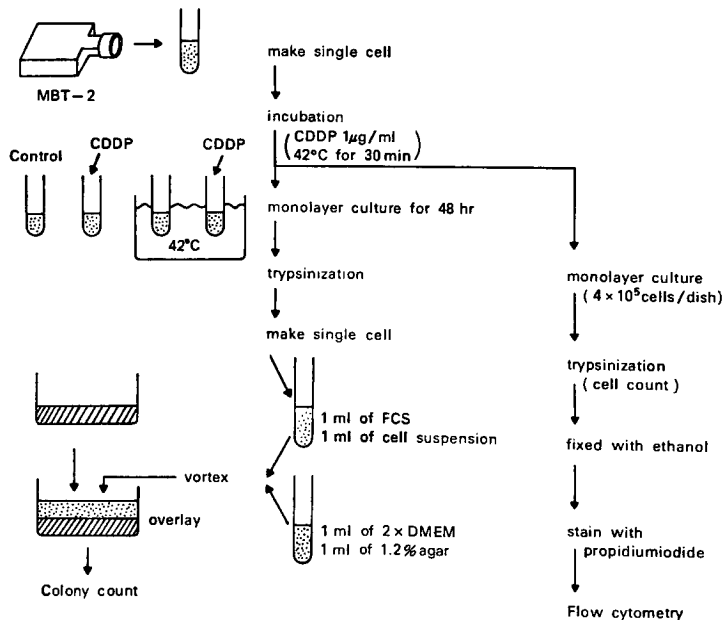 MBT-2
make single cell
incubation
(CDDP 1μg/ml
42°C for 30 min)
Control
CDDP
CDDP
42°C
monolayer culture for 48 hr
trypsinization
make single cell
1 ml of FCS
1 ml of cell suspension
vortex
overlay
1 ml of 2 × DMEM
1 ml of 1.2% agar
Colony count
monolayer culture
(4 × 10⁵cells/dish)
trypsinization
(cell count)
fixed with ethanol
stain with
propidiumiodide
Flow cytometry